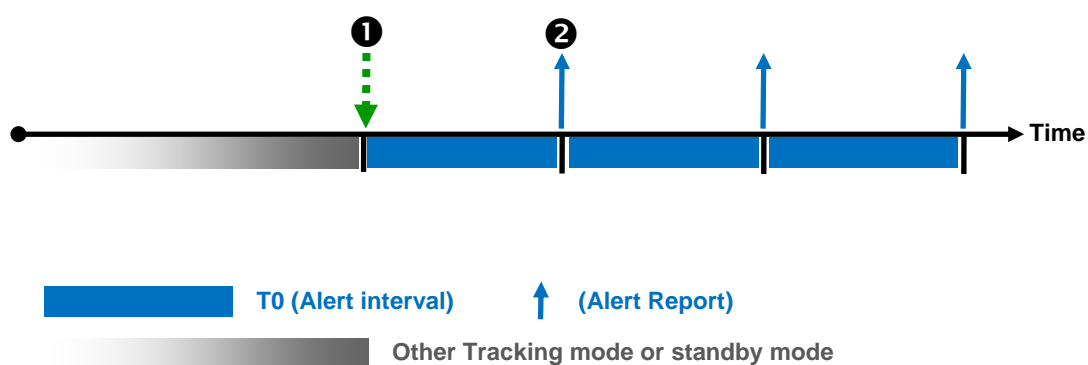 ❶ ❷
Time
T0 (Alert interval) (Alert Report)
Other Tracking mode or standby mode